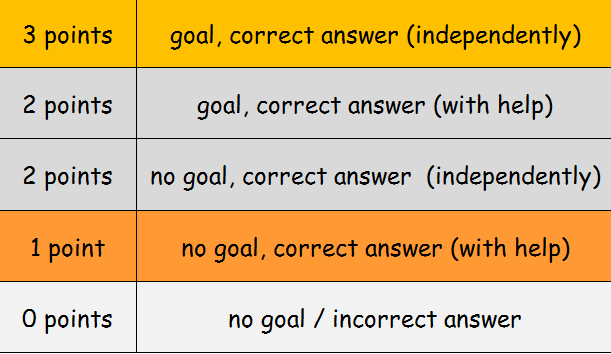 3 points goal, correct answer (independently)
2 points goal, correct answer (with help)
2 points no goal, correct answer (independently)
1 point no goal, correct answer (with help)
0 points no goal / incorrect answer